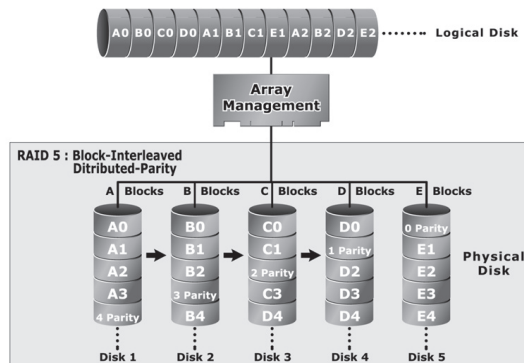 A0 B0 C0 D0 A1 B1 C1 E1 A2 B2 D2 E2
Logical Disk
Array
Management
RAID 5 : Block-Interleaved
Ditributed-Parity
A Blocks B Blocks C Blocks D Blocks E Blocks
A0 B0 C0 D0 0 Parity
A1 B1 C1 1 Parity E1
A2 B2 2 Parity D2 E2
A3 3 Parity C3 D3 E3
4 Parity B4 D4 D4 E4
Physical
Disk
Disk 1 Disk 2 Disk 3 Disk 4 Disk 5